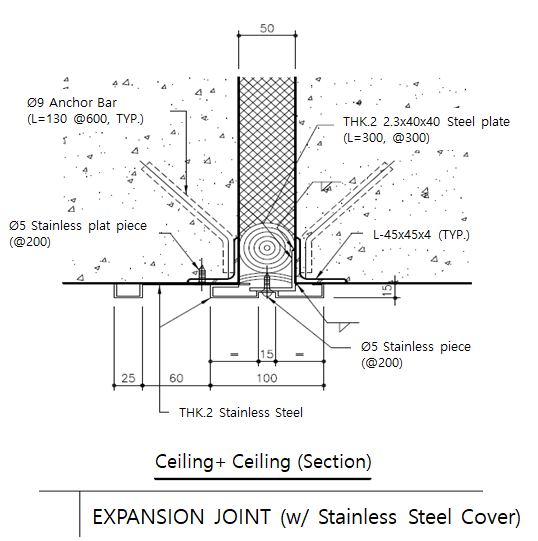 50
Ø9 Anchor Bar
(L=130 @600, TYP.)
THK.2 2.3x40x40 Steel plate
(L=300, @300)
Ø5 Stainless plat piece
(@200)
L-45x45x4 (TYP.)
15
= 15 =
25 60 100
Ø5 Stainless piece
(@200)
THK.2 Stainless Steel
Ceiling+ Ceiling (Section)
EXPANSION JOINT (w/ Stainless Steel Cover)